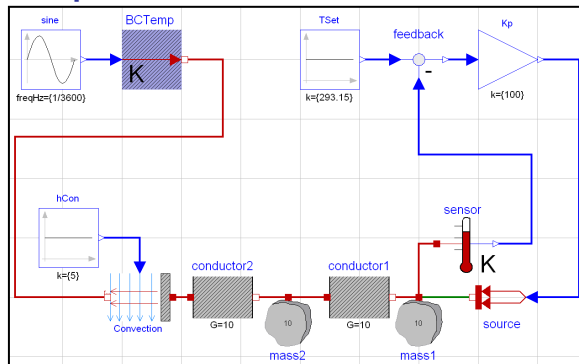 sine
BCTemp
TSet
feedback
Kp
K
-
freqHz={1/3600}
k={293.15}
k={100}
hCon
sensor
K
k={5}
conductor2
conductor1
Convection
G=10
10
G=10
10
source
mass2
mass1